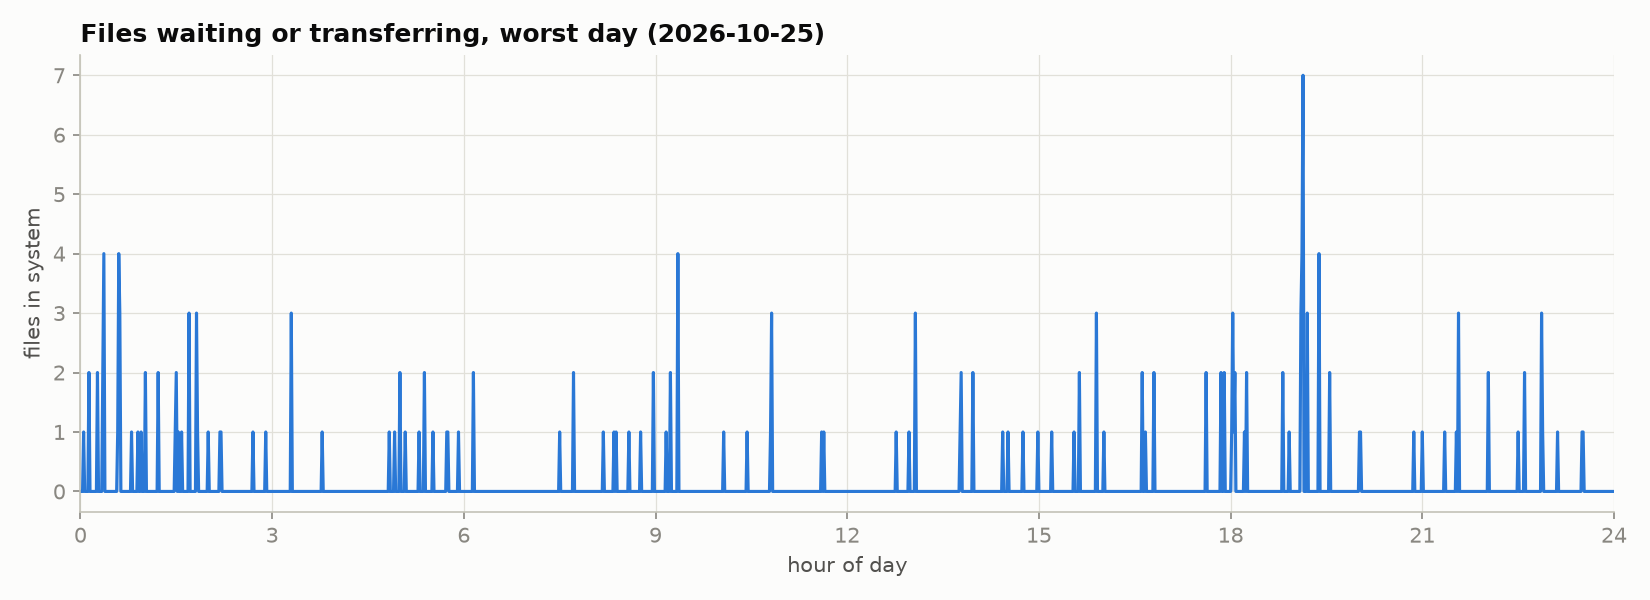 Files waiting or transferring, worst day (2026-10-25)
7
6
5
4
3
2
1
0
files in system
0 3 6 9 12 15 18 21 24
hour of day